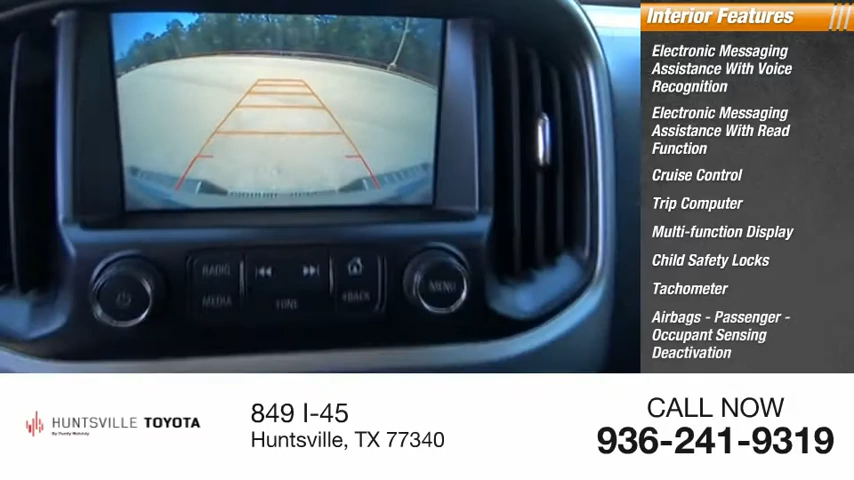 Interior Features
Electronic Messaging
Assistance With Voice
Recognition
Electronic Messaging
Assistance With Read
Function
Cruise Control
Trip Computer
Multi-function Display
Child Safety Locks
Tachometer
Airbags - Passenger -
Occupant Sensing
Deactivation
RADIO
MEDIA
TUNE
BACK
MENU
HUNTSVILLE TOYOTA
849 I-45
Huntsville, TX 77340
CALL NOW
936-241-9319